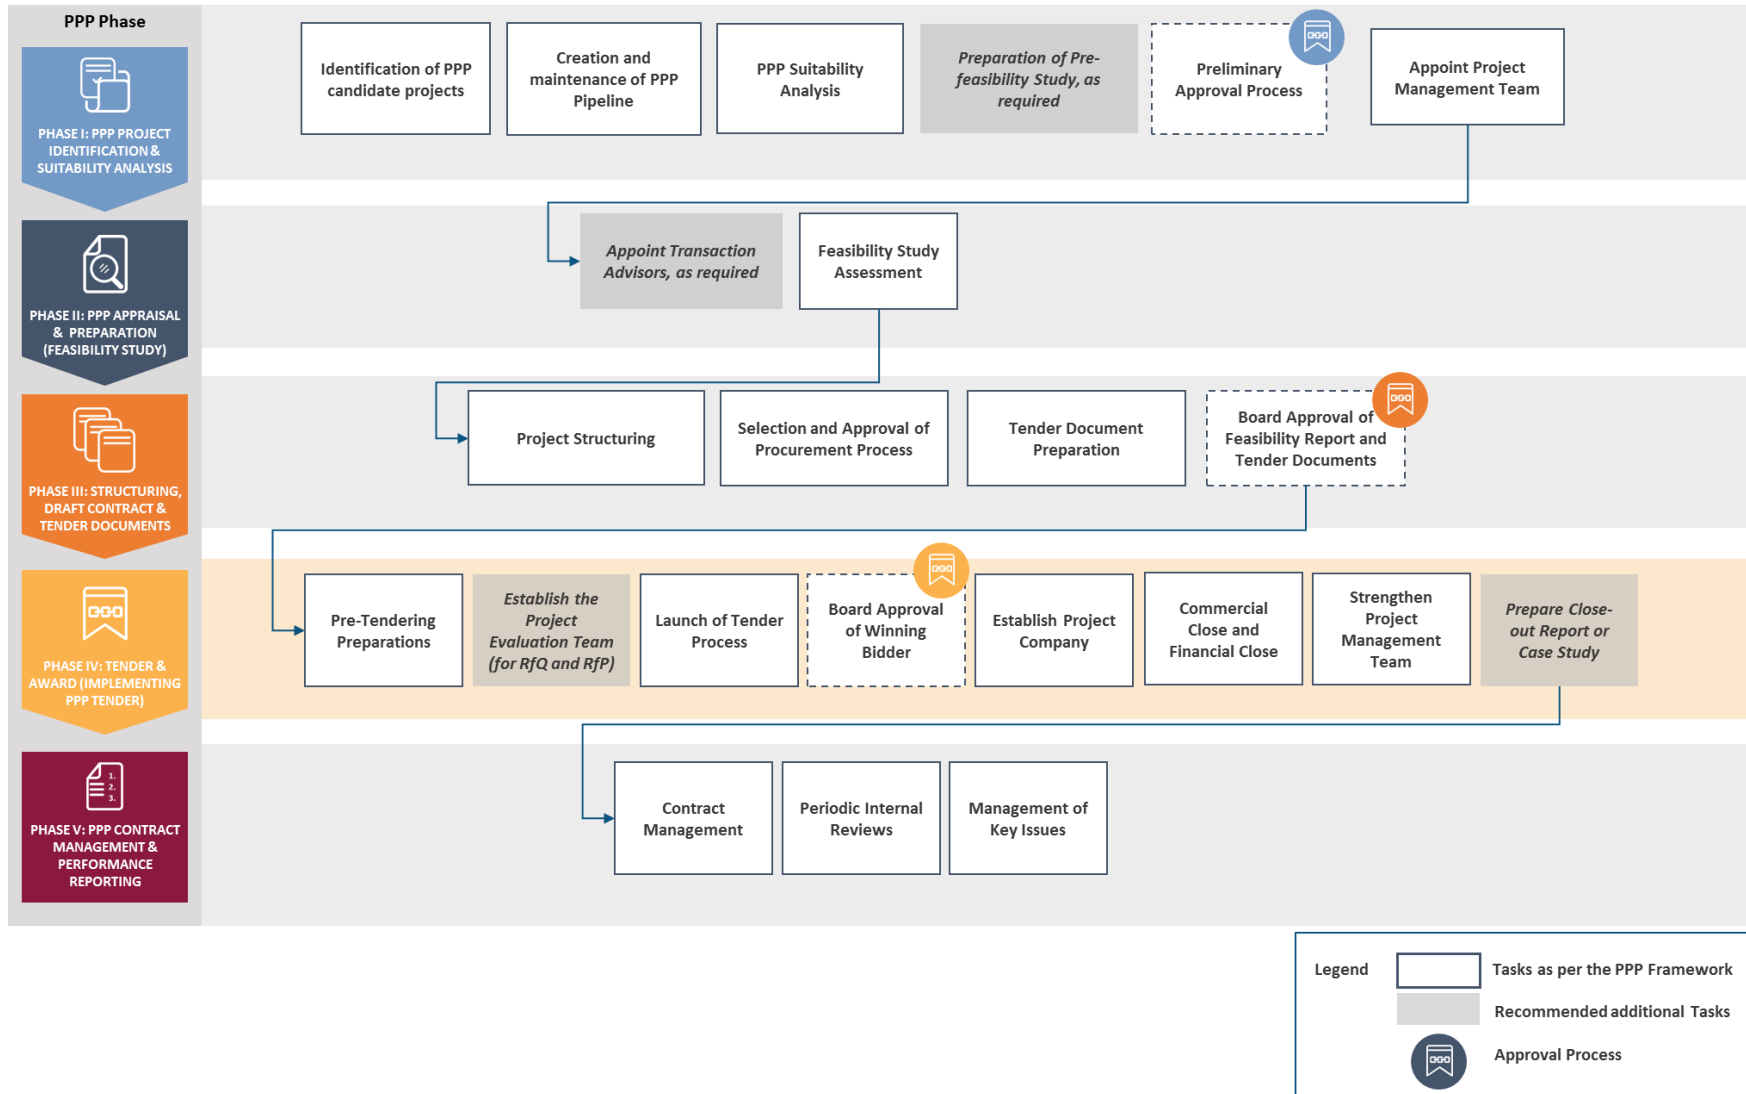 PPP Phase
PHASE I: PPP PROJECT
IDENTIFICATION &
SUITABILITY ANALYSIS
Identification of PPP
candidate projects
Creation and
maintenance of PPP
Pipeline
PPP Suitability
Analysis
Preparation of Pre-
feasibility Study, as
required
Preliminary
Approval Process
Appoint Project
Management Team
PHASE II: PPP APPRAISAL
& PREPARATION
(FEASIBILITY STUDY)
Appoint Transaction
Advisors, as required
Feasibility Study
Assessment
PHASE III: STRUCTURING,
DRAFT CONTRACT &
TENDER DOCUMENTS
Project Structuring
Selection and Approval of
Procurement Process
Tender Document
Preparation
Board Approval of
Feasibility Report and
Tender Documents
PHASE IV: TENDER &
AWARD (IMPLEMENTING
PPP TENDER)
Pre-Tendering
Preparations
Establish the
Project
Evaluation Team
(for RfQ and RfP)
Launch of Tender
Process
Board Approval
of Winning
Bidder
Establish Project
Company
Commercial
Close and
Financial Close
Strengthen
Project
Management
Team
Prepare Close-
out Report or
Case Study
1.
2.
3.
PHASE V: PPP CONTRACT
MANAGEMENT &
PERFORMANCE
REPORTING
Contract
Management
Periodic Internal
Reviews
Management of
Key Issues
Legend
Tasks as per the PPP Framework
Recommended additional Tasks
Approval Process